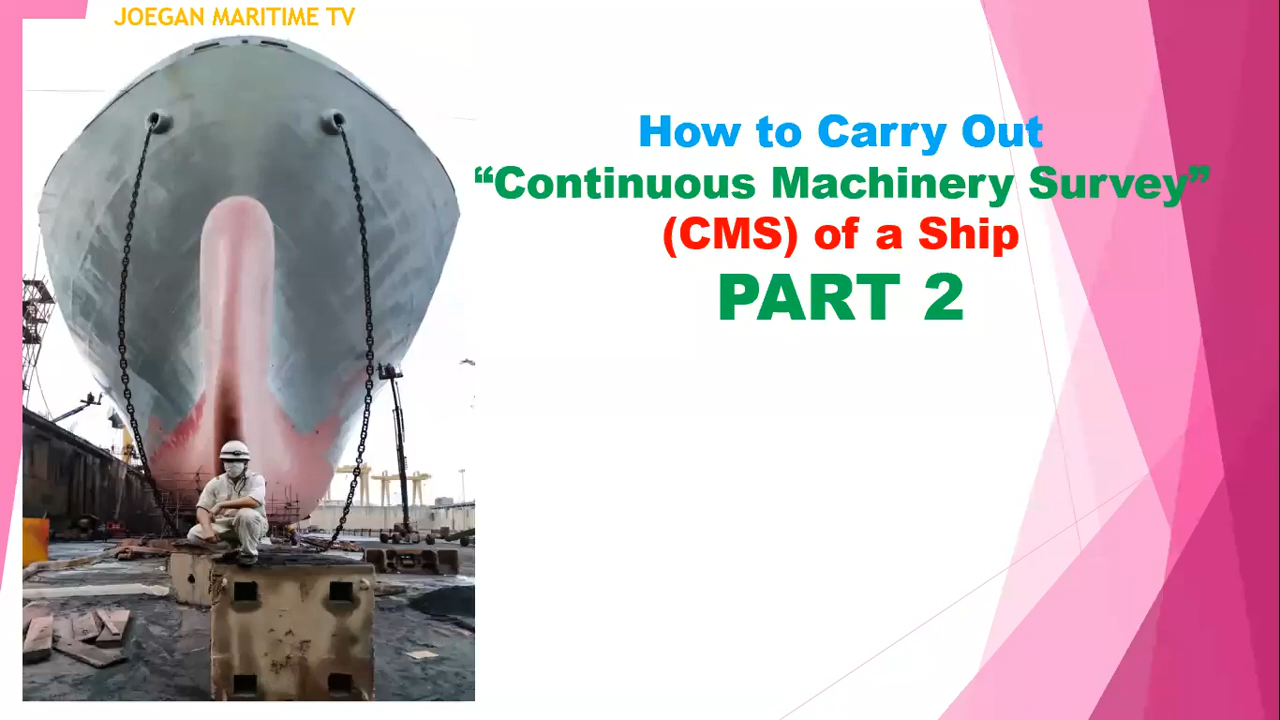 JOEGAN MARITIME TV
How to Carry Out
“Continuous Machinery Survey”
(CMS) of a Ship
PART 2